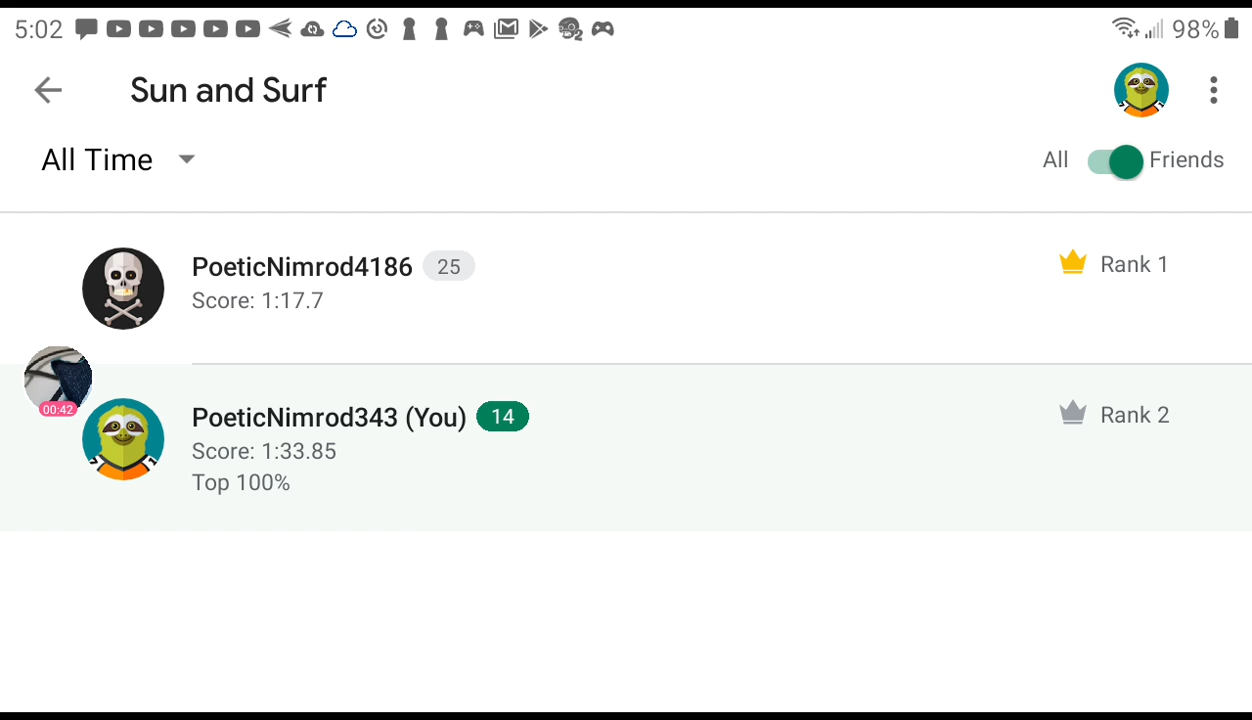 5:02 98%
Sun and Surf
All Time All Friends
PoeticNimrod4186 25 Rank 1
Score: 1:17.7
00:42
PoeticNimrod343 (You) 14 Rank 2
Score: 1:33.85
Top 100%